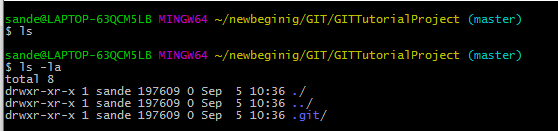 sande@LAPTOP-63QCM5LB MINGW64 ~/newbeginig/GIT/GITTutorialProject (master)
$ ls
sande@LAPTOP-63QCM5LB MINGW64 ~/newbeginig/GIT/GITTutorialProject (master)
$ ls -la
total 8
drwxr-xr-x 1 sande 197609 0 Sep  5 10:36 ./
drwxr-xr-x 1 sande 197609 0 Sep  5 10:36 ../
drwxr-xr-x 1 sande 197609 0 Sep  5 10:36 .git/